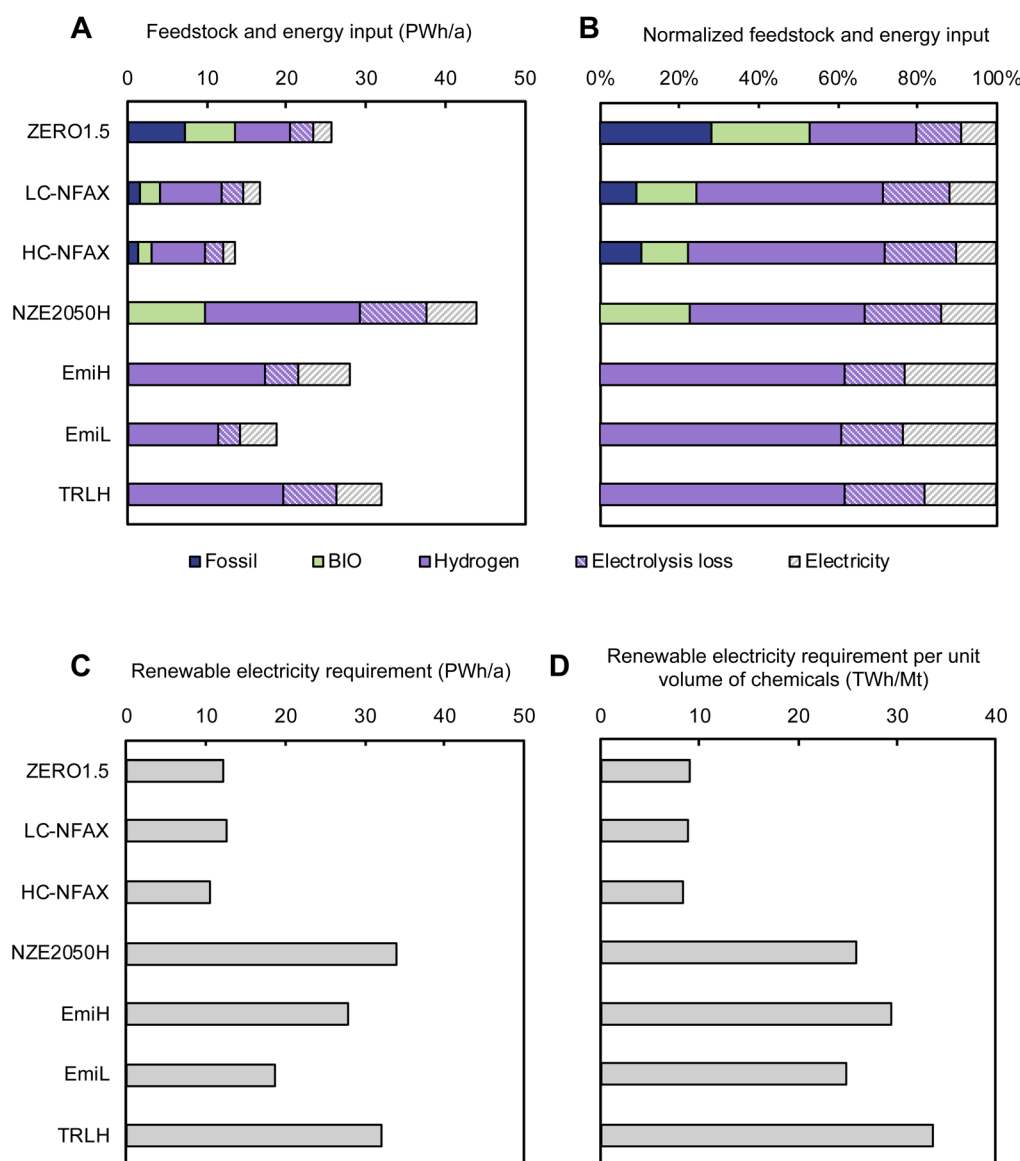 A Feedstock and energy input (PWh/a)
0 10 20 30 40 50
ZERO1.5
LC-NFAX
HC-NFAX
NZE2050H
EmiH
EmiL
TRLH
B Normalized feedstock and energy input
0% 20% 40% 60% 80% 100%
Fossil BIO Hydrogen Electrolysis loss Electricity
C Renewable electricity requirement (PWh/a)
0 10 20 30 40 50
ZERO1.5
LC-NFAX
HC-NFAX
NZE2050H
EmiH
EmiL
TRLH
D Renewable electricity requirement per unit
volume of chemicals (TWh/Mt)
0 10 20 30 40